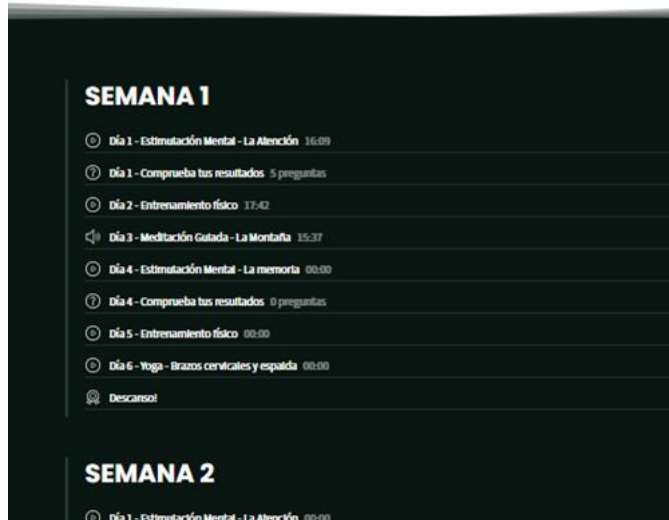 SEMANA 1
Día 1 - Estimulación Mental - La Atención 16:09
Día 1 - Comprueba tus resultados 5 preguntas
Día 2 - Entrenamiento físico 17:42
Día 3 - Meditación Guiada - La Montaña 15:37
Día 4 - Estimulación Mental - La memoria 00:00
Día 4 - Comprueba tus resultados 0 preguntas
Día 5 - Entrenamiento físico 00:00
Día 6 - Yoga - Brazos cervicales y espalda 00:00
Descanso!
SEMANA 2
Día 1 - Estimulación Mental - La Atención 00:00